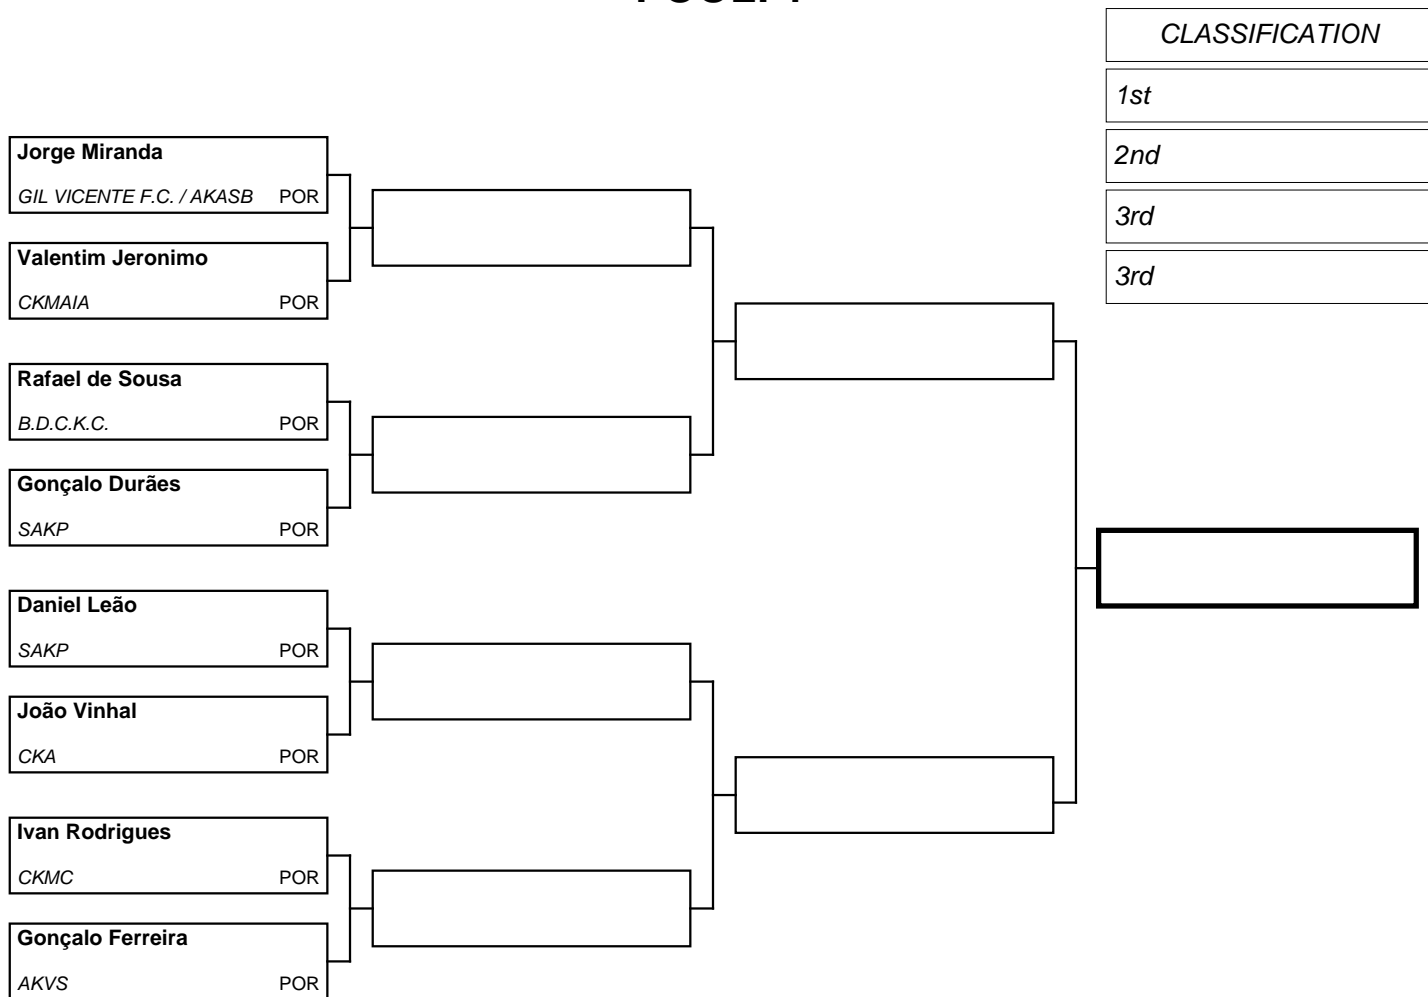 CLASSIFICATION
1st
2nd
3rd
3rd
Jorge Miranda
GIL VICENTE F.C. / AKASB POR
Valentim Jeronimo
CKMAIA POR
Rafael de Sousa
B.D.C.K.C. POR
Gonçalo Durães
SAKP POR
Daniel Leão
SAKP POR
João Vinhal
CKA POR
Ivan Rodrigues
CKMC POR
Gonçalo Ferreira
AKVS POR